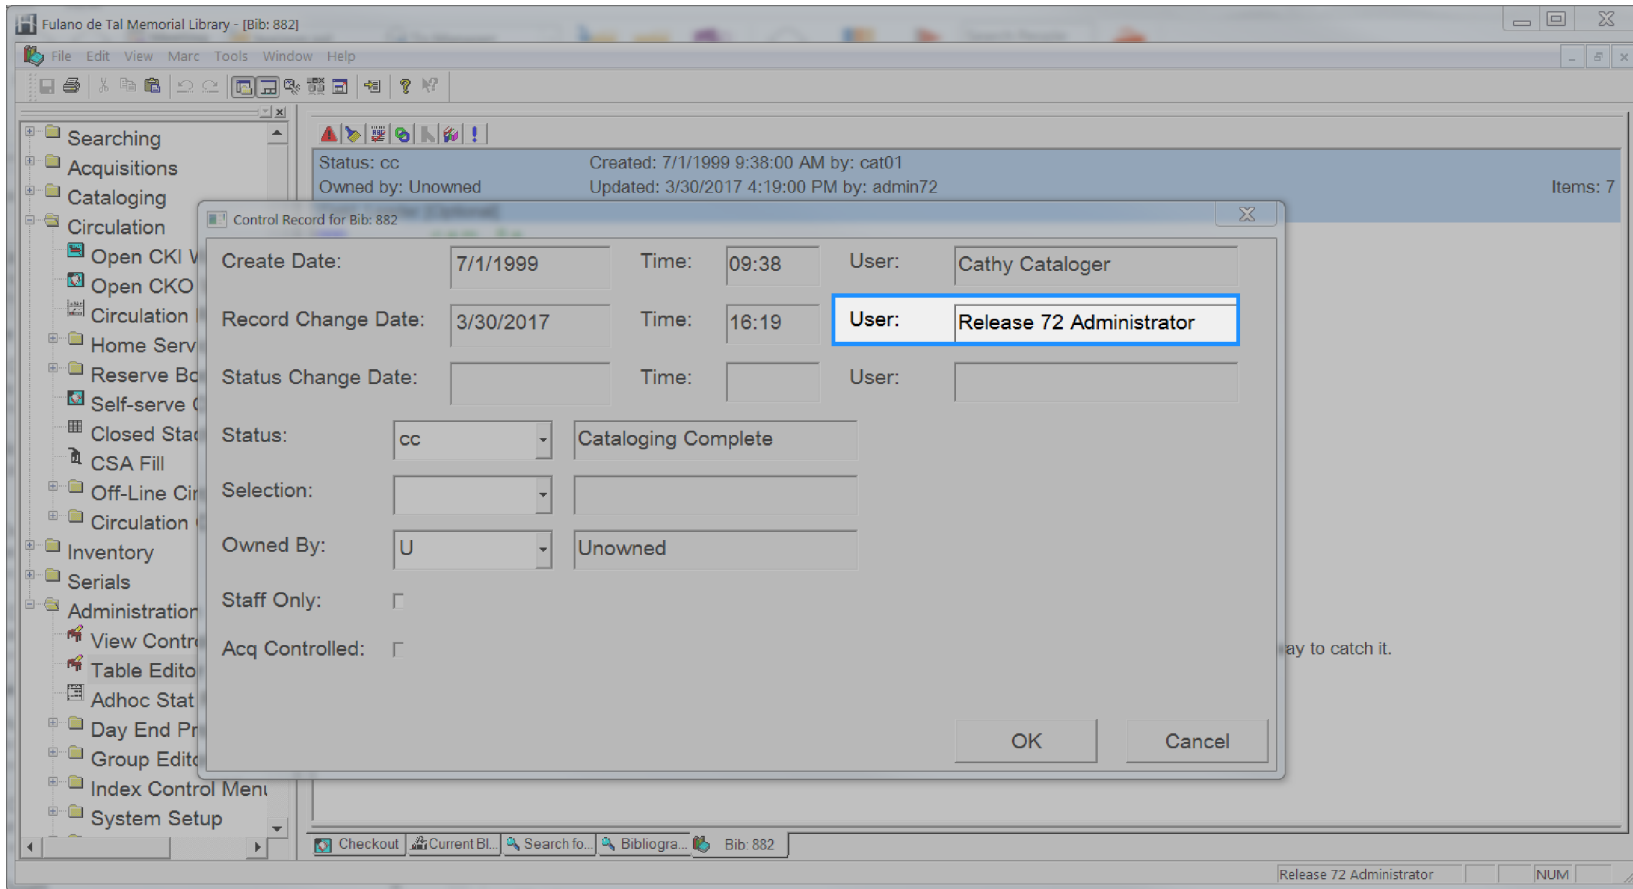 Fulano de Tal Memorial Library - [Bib: 882]
File Edit View Marc Tools Window Help
Searching
Acquisitions
Cataloging
Circulation
Open CKI
Open CKO
Circulation
Home Serv
Reserve Bo
Self-serve
Closed Stac
CSA Fill
Off-Line Cir
Circulation
Inventory
Serials
Administration
View Contro
Table Edito
Adhoc Stat
Day End Pr
Group Edito
Index Control Menu
System Setup
Status: cc Created: 7/1/1999 9:38:00 AM by: cat01
Owned by: Unowned Updated: 3/30/2017 4:19:00 PM by: admin72 Items: 7
Control Record for Bib: 882
Create Date: 7/1/1999 Time: 09:38 User: Cathy Cataloger
Record Change Date: 3/30/2017 Time: 16:19 User: Release 72 Administrator
Status Change Date: Time: User:
Status: cc Cataloging Complete
Selection:
Owned By: U Unowned
Staff Only:
Acq Controlled:
ay to catch it.
OK Cancel
Checkout Current Bl... Search fo... Bibliogra... Bib: 882
Release 72 Administrator NUM